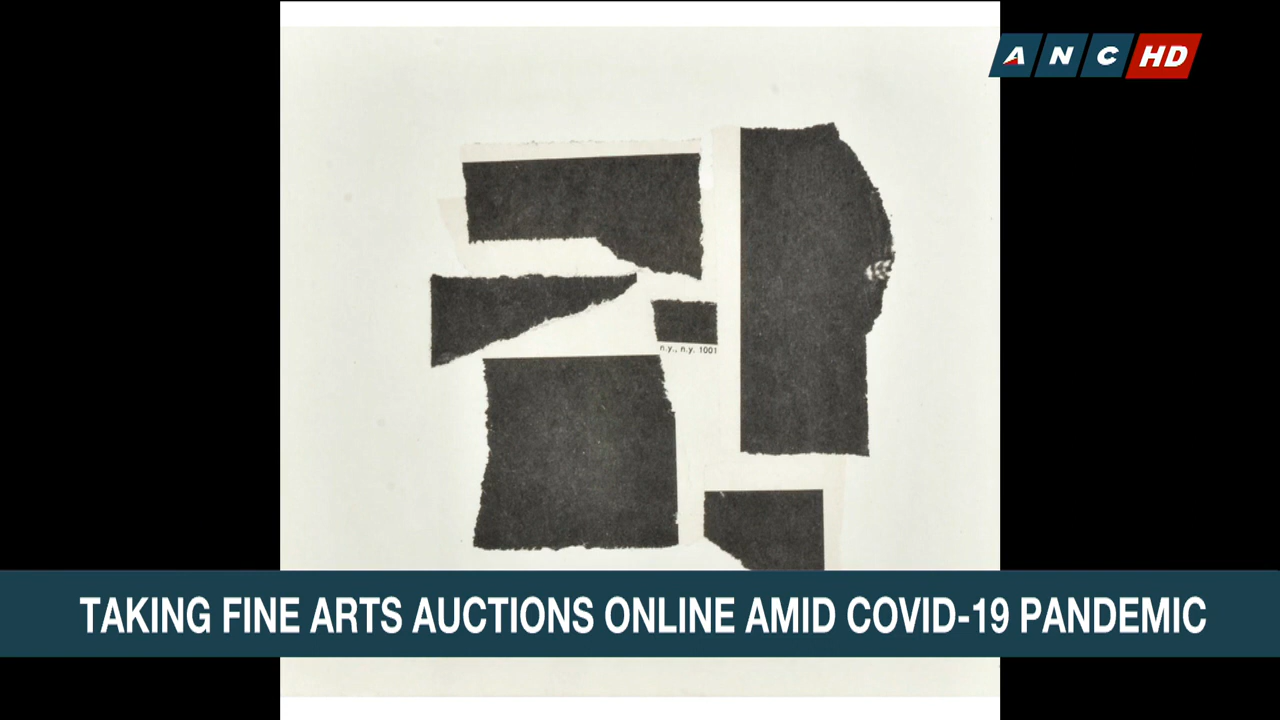 ANC HD
n.y., n.y. 1001
TAKING FINE ARTS AUCTIONS ONLINE AMID COVID-19 PANDEMIC